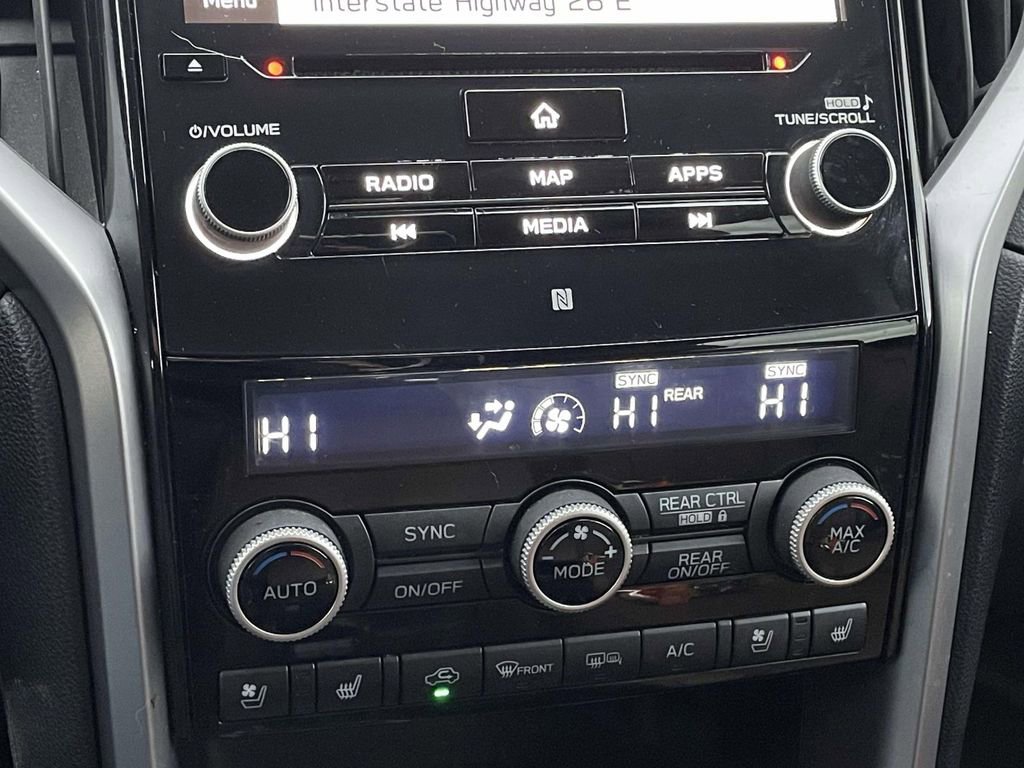 Menu
Interstate Highway 26 E
HOLD
/VOLUME
TUNE/SCROLL
RADIO
MAP
APPS
MEDIA
N
SYNC
SYNC
HI
HI
REAR
HI
SYNC
REAR CTRL
HOLD
MAX
A/C
AUTO
ON/OFF
- MODE +
REAR
ON/OFF
FRONT
A/C